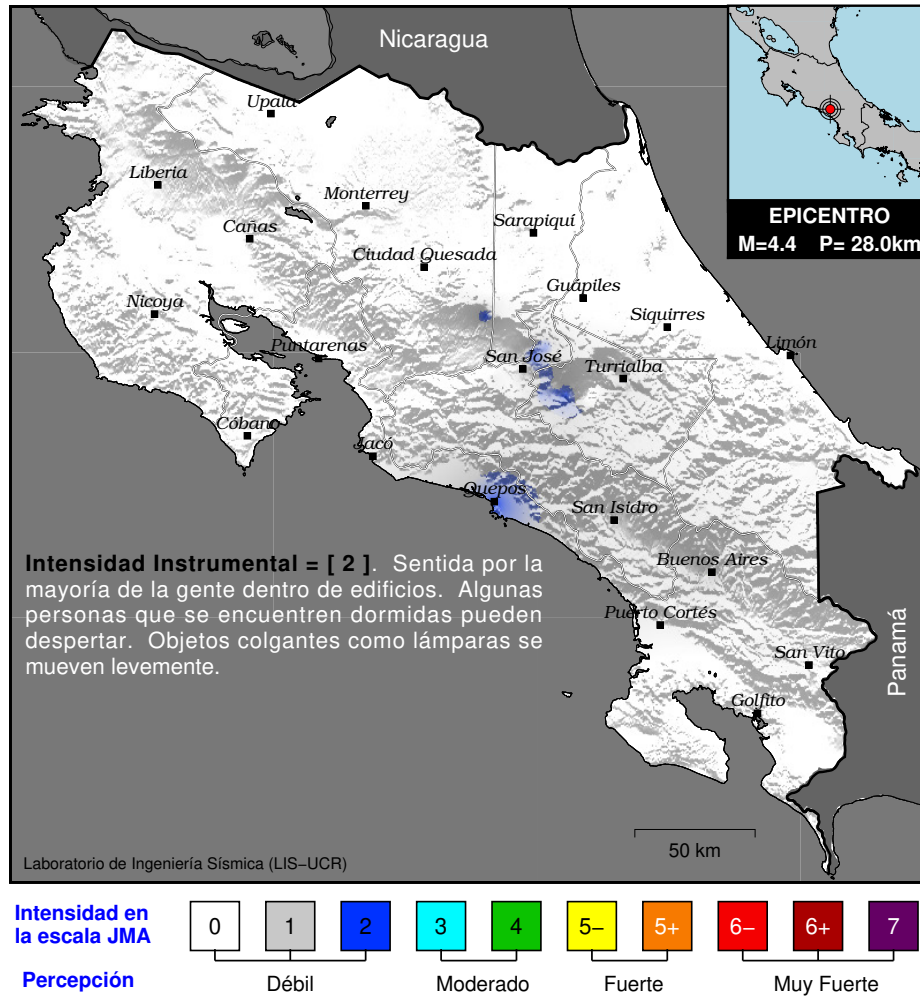 Nicaragua
Upala
Liberia
Monterrey
Cañas
Sarapiquí
EPICENTRO
M=4.4 P= 28.0km
Ciudad Quesada
Guápiles
Nicoya
Siquirres
Puntarenas
San José
Limón
Turrialba
Cóbano
Jacó
Quepos
San Isidro
Buenos Aires
Intensidad Instrumental = [ 2 ]. Sentida por la
mayoría de la gente dentro de edificios. Algunas
personas que se encuentren dormidas pueden
despertar. Objetos colgantes como lámparas se
mueven levemente.
Puerto Cortés
San Vito
Panamá
Golfito
50 km
Laboratorio de Ingeniería Sísmica (LIS−UCR)
Intensidad en
la escala JMA
0 1 2 3 4 5− 5+ 6− 6+ 7
Percepción
Débil Moderado Fuerte Muy Fuerte